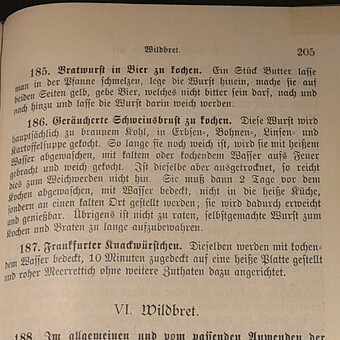 Wildbret. 205
185. Bratwurst in Bier zu kochen. Ein Stück Butter lasse
man in der Pfanne schmelzen, lege die Wurst hinein, mache sie auf
beiden Seiten gelb, gebe Bier, welches nicht bitter sein darf, nach und
nach hinzu und lasse die Wurst darin weich werden.
186. Geräucherte Schweinsbrust zu kochen. Diese Wurst wird
hauptsächlich zu braunem Kohl, in Erbsen-, Bohnen-, Linsen- und
Kartoffelsuppe gekocht. So lange sie noch weich ist, wird sie mit heißem
Wasser abgewaschen, mit kaltem oder kochendem Wasser aufs Feuer
gebracht und weich gekocht. Ist dieselbe aber ausgetrocknet, so reicht
dies zum Weichwerden nicht hin. Sie muß dann 2 Tage vor dem
Kochen abgewaschen, mit Wasser bedeckt, nicht in die heiße Küche,
sondern an einen kalten Ort gestellt werden; sie wird dadurch erweicht
und genießbar. Übrigens ist nicht zu raten, selbstgemachte Wurst zum
Kochen und Braten zu lange aufzubewahren.
187. Frankfurter Knackwürstchen. Dieselben werden mit kochen-
dem Wasser bedeckt, 10 Minuten zugedeckt auf eine heiße Platte gestellt
und roher Meerrettich ohne weitere Zuthaten dazu angerichtet.
VI. Wildbret.
188. Im allgemeinen und vom passenden Anwenden der